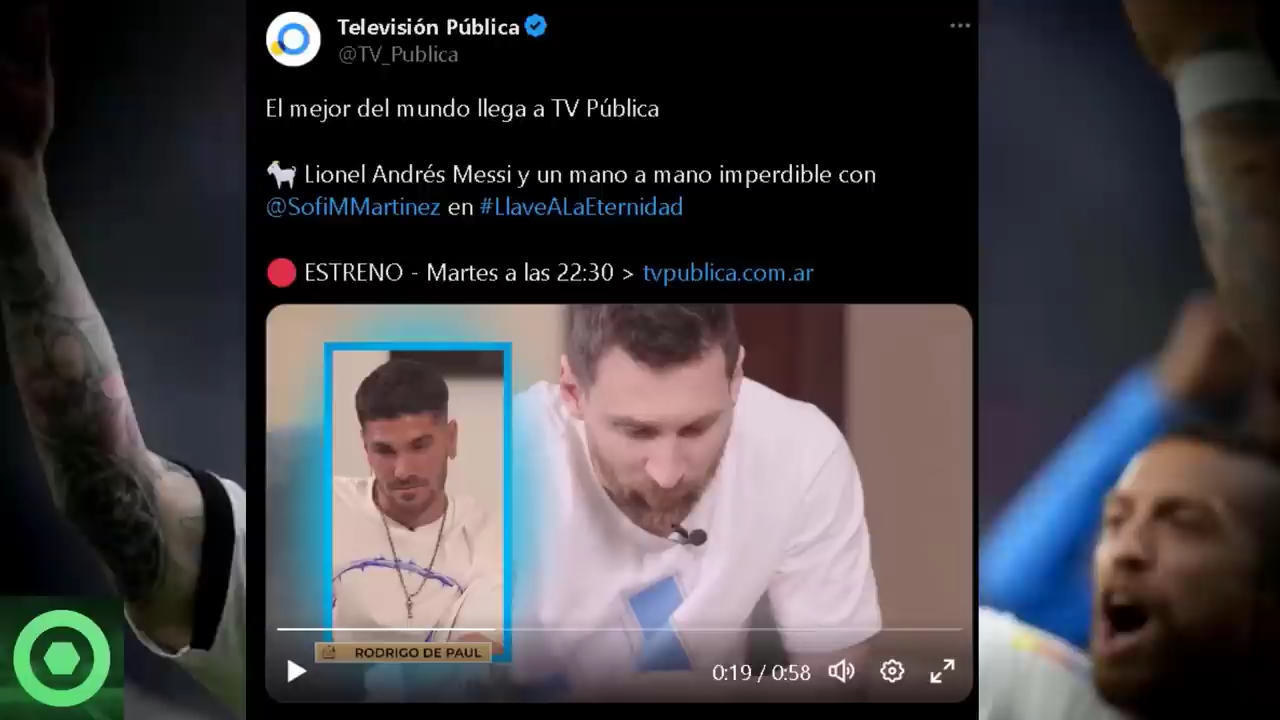 Televisión Pública
@TV_Publica
El mejor del mundo llega a TV Pública
🐐 Lionel Andrés Messi y un mano a mano imperdible con
@SofiMMartinez en #LlaveALaEternidad
🔴 ESTRENO - Martes a las 22:30 > tvpublica.com.ar
RODRIGO DE PAUL
0:19 / 0:58